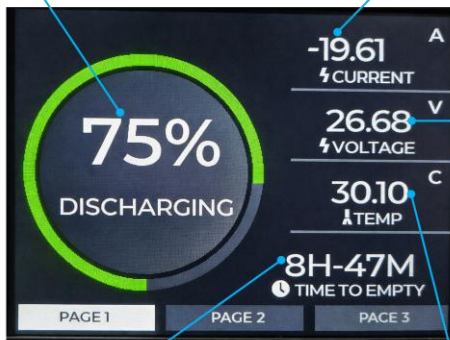 75%
DISCHARGING
-19.61 A
CURRENT
26.68 V
VOLTAGE
30.10 C
TEMP
8H-47M
TIME TO EMPTY
PAGE 1 PAGE 2 PAGE 3